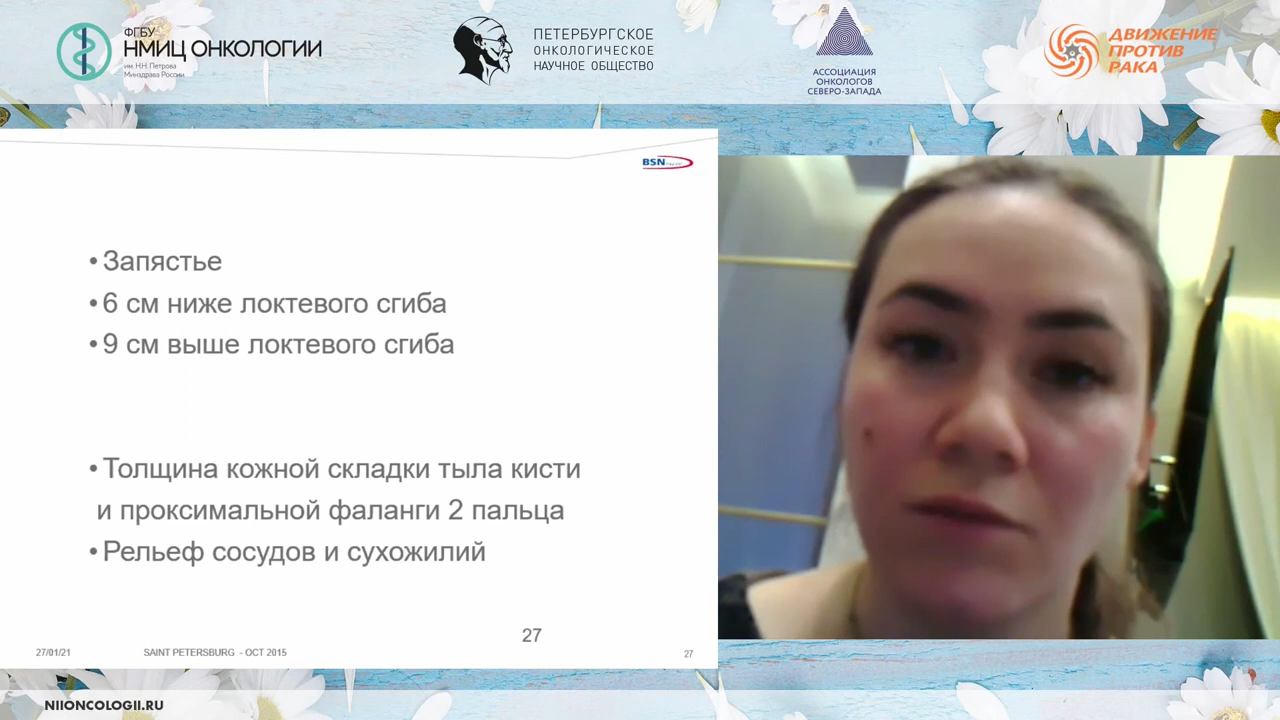 ФГБУ
НМИЦ ОНКОЛОГИИ
им. Н.Н. Петрова
Минздрава России
ПЕТЕРБУРГСКОЕ
ОНКОЛОГИЧЕСКОЕ
НАУЧНОЕ ОБЩЕСТВО
АССОЦИАЦИЯ
ОНКОЛОГОВ
СЕВЕРО-ЗАПАДА
ДВИЖЕНИЕ
ПРОТИВ
РАКА
BSN
• Запястье
• 6 см ниже локтевого сгиба
• 9 см выше локтевого сгиба
• Толщина кожной складки тыла кисти
и проксимальной фаланги 2 пальца
• Рельеф сосудов и сухожилий
27
27/01/21
SAINT PETERSBURG - OCT 2015
27
NIIONCOLOGII.RU